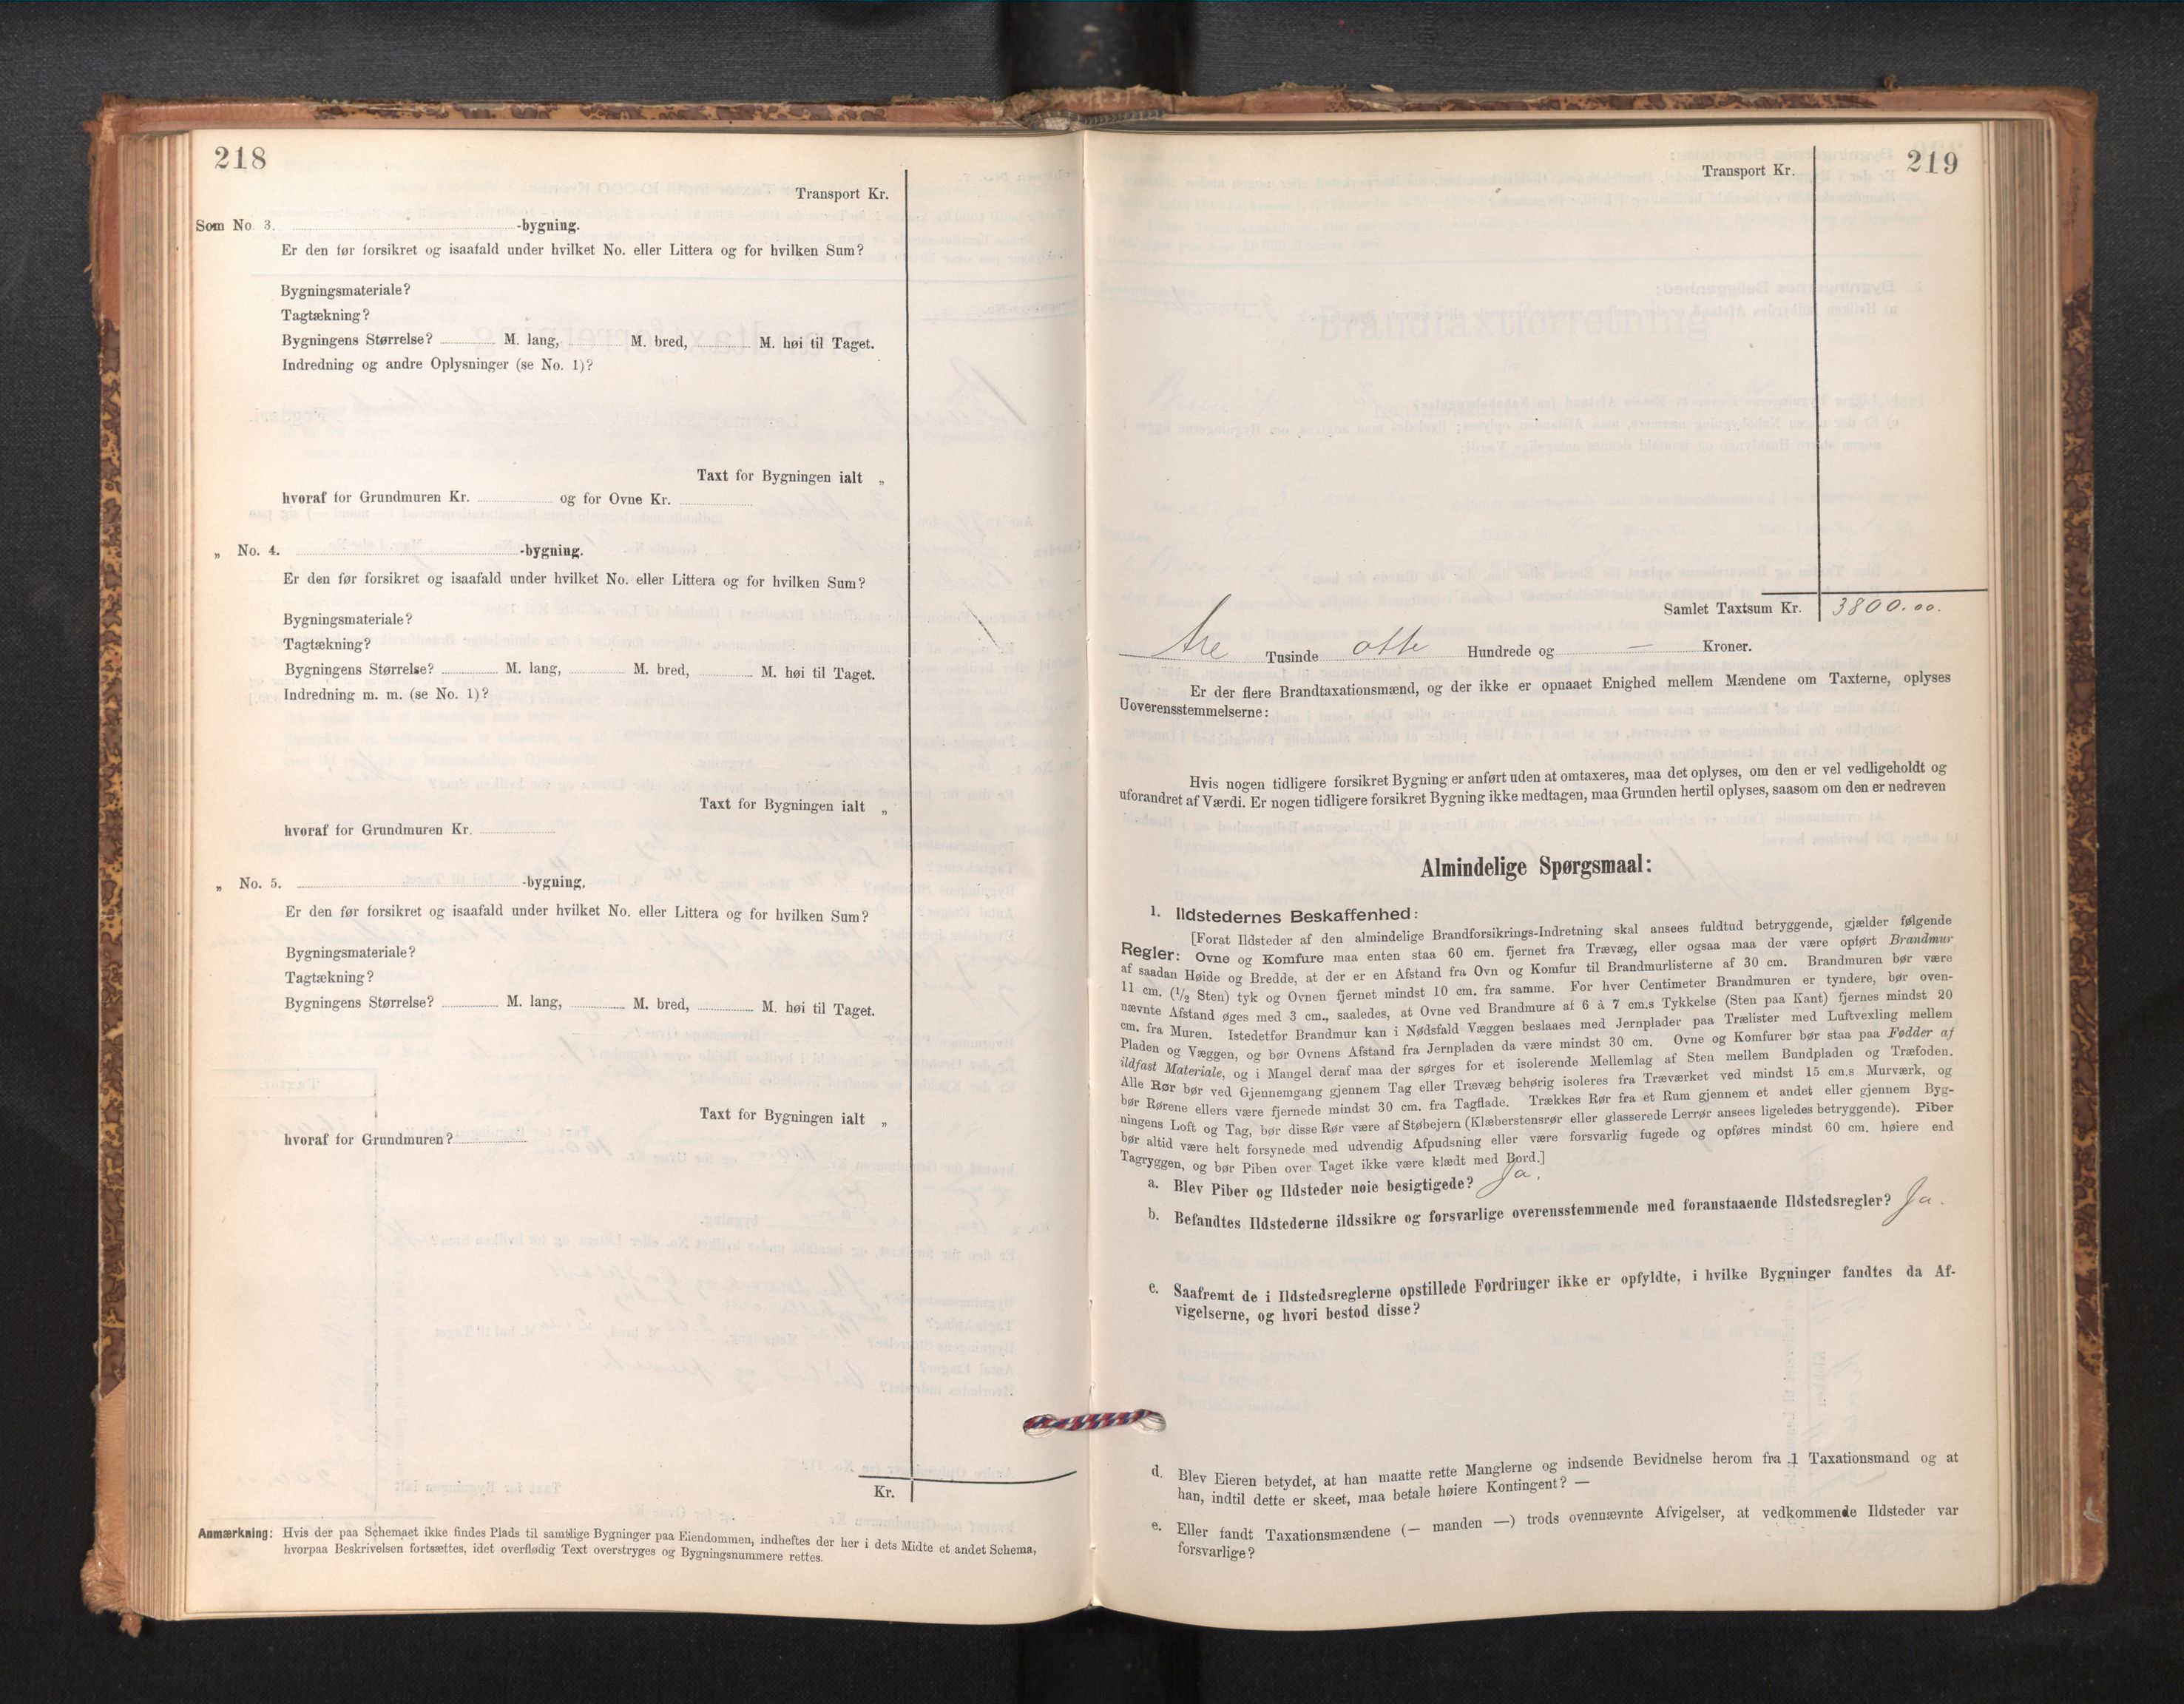 218
Transport Kr.
Som No. 3. -bygning.
Er den før forsikret og isaafald under hvilket No. eller Littera og for hvilken Sum?
Bygningsmateriale?
Tagtækning?
Bygningens Størrelse? M. lang, M. bred, M. høi til Taget.
Indredning og andre Oplysninger (se No. 1)?
Taxt for Bygningen ialt „
hvoraf for Grundmuren Kr. og for Ovne Kr.
„ No. 4. -bygning.
Er den før forsikret og isaafald under hvilket No. eller Littera og for hvilken Sum?
Bygningsmateriale?
Tagtækning?
Bygningens Størrelse? M. lang, M. bred, M. høi til Taget.
Indredning m. m. (se No. 1)?
Taxt for Bygningen ialt „
hvoraf for Grundmuren Kr.
„ No. 5. -bygning,
Er den før forsikret og isaafald under hvilket No. eller Littera og for hvilken Sum?
Bygningsmateriale?
Tagtækning?
Bygningens Størrelse? M. lang, M. bred, M. høi til Taget.
Taxt for Bygningen ialt „
hvoraf for Grundmuren?
Kr.
Anmærkning: Hvis der paa Schemaet ikke findes Plads til samtlige Bygninger paa Eiendommen, indheftes der her i dets Midte et andet Schema,
hvorpaa Beskrivelsen fortsættes, idet overflødig Text overstryges og Bygningsnummere rettes.
219
Transport Kr.
Samlet Taxtsum Kr. 3800.00.
tre Tusinde otte Hundrede og — Kroner.
Er der flere Brandtaxationsmænd, og der ikke er opnaaet Enighed mellem Mændene om Taxterne, oplyses
Uoverensstemmelserne:
Hvis nogen tidligere forsikret Bygning er anført uden at omtaxeres, maa det oplyses, om den er vel vedligeholdt og
uforandret af Værdi. Er nogen tidligere forsikret Bygning ikke medtagen, maa Grunden hertil oplyses, saasom om den er nedreven
Almindelige Spørgsmaal:
1. Ildstedernes Beskaffenhed:
[Forat Ildsteder af den almindelige Brandforsikrings-Indretning skal ansees fuldtud betryggende, gjælder følgende
Regler: Ovne og Komfure maa enten staa 60 cm. fjernet fra Trævæg, eller ogsaa maa der være opført Brandmur
af saadan Høide og Bredde, at der er en Afstand fra Ovn og Komfur til Brandmurlisterne af 30 cm. Brandmuren bør være
11 cm. (1/2 Sten) tyk og Ovnen fjernet mindst 10 cm. fra samme. For hver Centimeter Brandmuren er tyndere, bør oven-
nævnte Afstand øges med 3 cm., saaledes, at Ovne ved Brandmure af 6 à 7 cm.s Tykkelse (Sten paa Kant) fjernes mindst 20
cm. fra Muren. Istedetfor Brandmur kan i Nødsfald Væggen beslaaes med Jernplader paa Trælister med Luftvexling mellem
Pladen og Væggen, og bør Ovnens Afstand fra Jernpladen da være mindst 30 cm. Ovne og Komfurer bør staa paa Fødder af
ildfast Materiale, og i Mangel deraf maa der sørges for et isolerende Mellemlag af Sten mellem Bundpladen og Træfoden.
Alle Rør bør ved Gjennemgang gjennem Tag eller Trævæg behørig isoleres fra Træværket ved mindst 15 cm.s Murværk, og
bør Rørene ellers være fjernede mindst 30 cm. fra Tagflade. Trækkes Rør fra et Rum gjennem et andet eller gjennem Byg-
ningens Loft og Tag, bør disse Rør være af Støbejern (Klæberstensrør eller glasserede Lerrør ansees ligeledes betryggende). Piber
bør altid være helt forsynede med udvendig Afpudsning eller være forsvarlig fugede og opføres mindst 60 cm. høiere end
Tagryggen, og bør Piben over Taget ikke være klædt med Bord.]
a. Blev Piber og Ildsteder nøie besigtigede? Ja.
b. Befandtes Ildstederne ildssikre og forsvarlige overensstemmende med foranstaaende Ildstedsregler? Ja.
c. Saafremt de i Ildstedsreglerne opstillede Fordringer ikke er opfyldte, i hvilke Bygninger fandtes da Af-
vigelserne, og hvori bestod disse?
d. Blev Eieren betydet, at han maatte rette Manglerne og indsende Bevidnelse herom fra 1 Taxationsmand og at
han, indtil dette er skeet, maa betale høiere Kontingent? —
e. Eller fandt Taxationsmændene (— manden —) trods ovennævnte Afvigelser, at vedkommende Ildsteder var
forsvarlige?